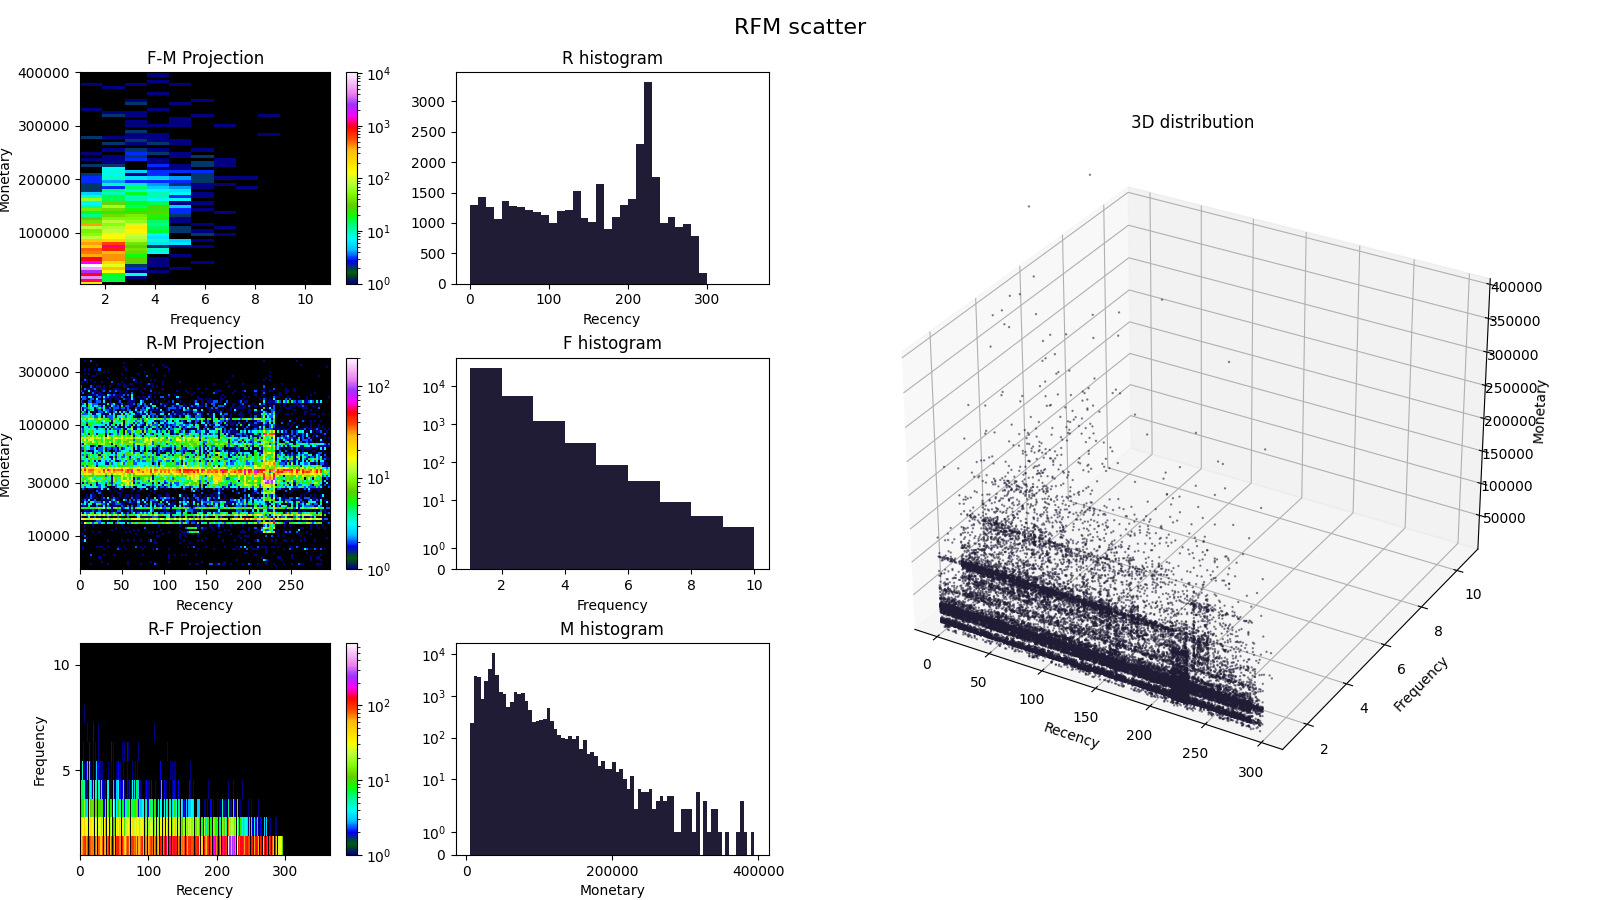 RFM scatter
F-M Projection
400000
300000
200000
100000
Monetary
2 4 6 8 10
Frequency
10^4
10^3
10^2
10^1
10^0
R histogram
3000
2500
2000
1500
1000
500
0
0 100 200 300
Recency
R-M Projection
300000
100000
30000
10000
Monetary
0 50 100 150 200 250
Recency
10^2
10^1
10^0
F histogram
10^4
10^3
10^2
10^1
10^0
0
2 4 6 8 10
Frequency
R-F Projection
10
5
Frequency
0 100 200 300
Recency
10^2
10^1
10^0
M histogram
10^4
10^3
10^2
10^1
10^0
0
0 200000 400000
Monetary
3D distribution
400000
350000
300000
250000
200000
150000
100000
50000
Monetary
0
50
100
150
200
250
300
Recency
2
4
6
8
10
Frequency